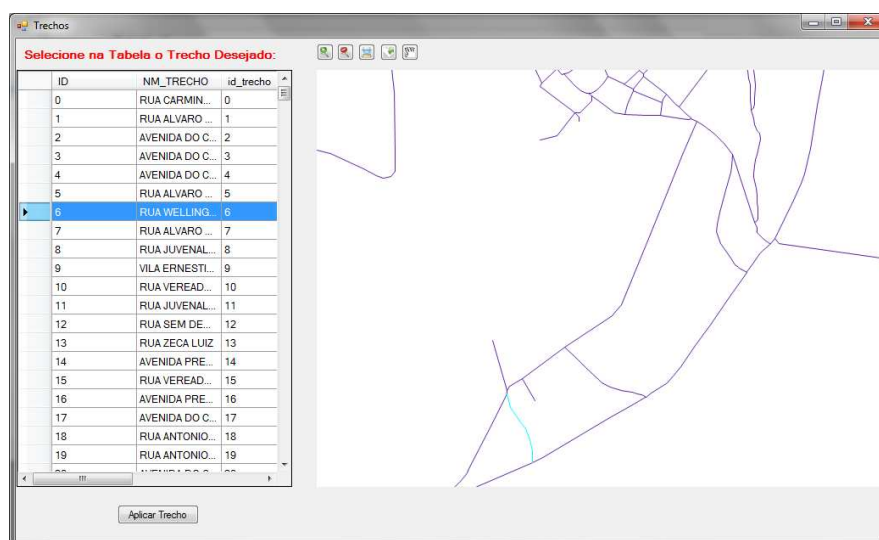 Trechos
Selecione na Tabela o Trecho Desejado:
ID NM_TRECHO id_trecho
0 RUA CARMIN... 0
1 RUA ALVARO ... 1
2 AVENIDA DO C... 2
3 AVENIDA DO C... 3
4 AVENIDA DO C... 4
5 RUA ALVARO ... 5
6 RUA WELLING... 6
7 RUA ALVARO ... 7
8 RUA JUVENAL... 8
9 VILA ERNESTI... 9
10 RUA VEREAD... 10
11 RUA JUVENAL... 11
12 RUA SEM DE... 12
13 RUA ZECA LUIZ 13
14 AVENIDA PRE... 14
15 RUA VEREAD... 15
16 AVENIDA PRE... 16
17 AVENIDA DO C... 17
18 RUA ANTONIO... 18
19 RUA ANTONIO... 19
Aplicar Trecho